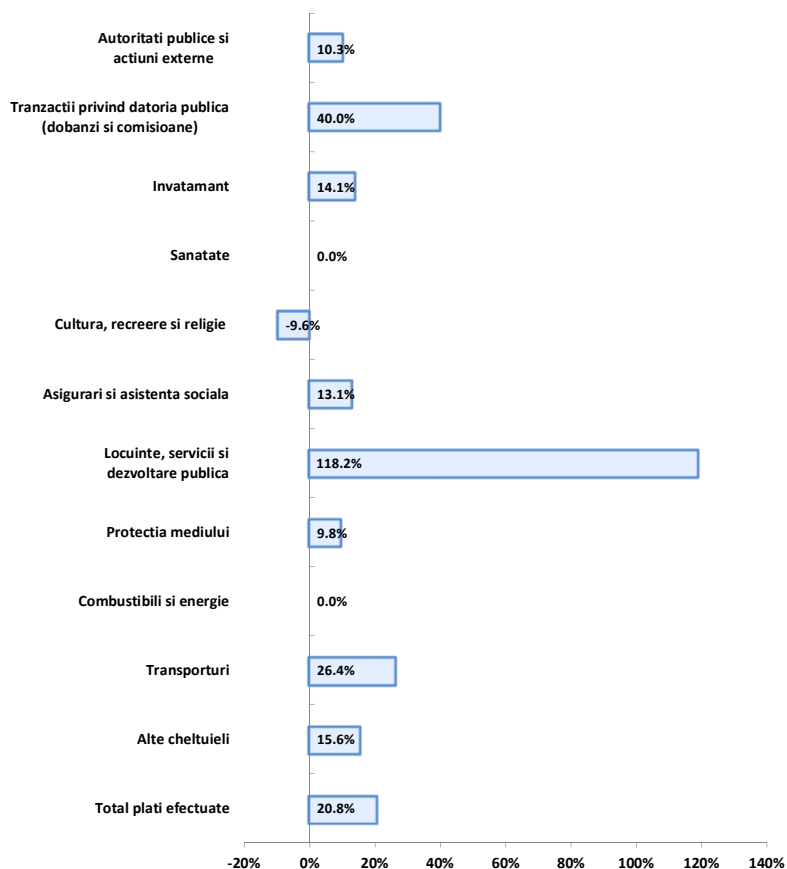 Autoritati publice si
actiuni externe
10.3%
Tranzactii privind datoria publica
(dobanzi si comisioane)
40.0%
Invatamant
14.1%
Sanatate
0.0%
Cultura, recreere si religie
-9.6%
Asigurari si asistenta sociala
13.1%
Locuinte, servicii si
dezvoltare publica
118.2%
Protectia mediului
9.8%
Combustibili si energie
0.0%
Transporturi
26.4%
Alte cheltuieli
15.6%
Total plati efectuate
20.8%
-20% 0% 20% 40% 60% 80% 100% 120% 140%